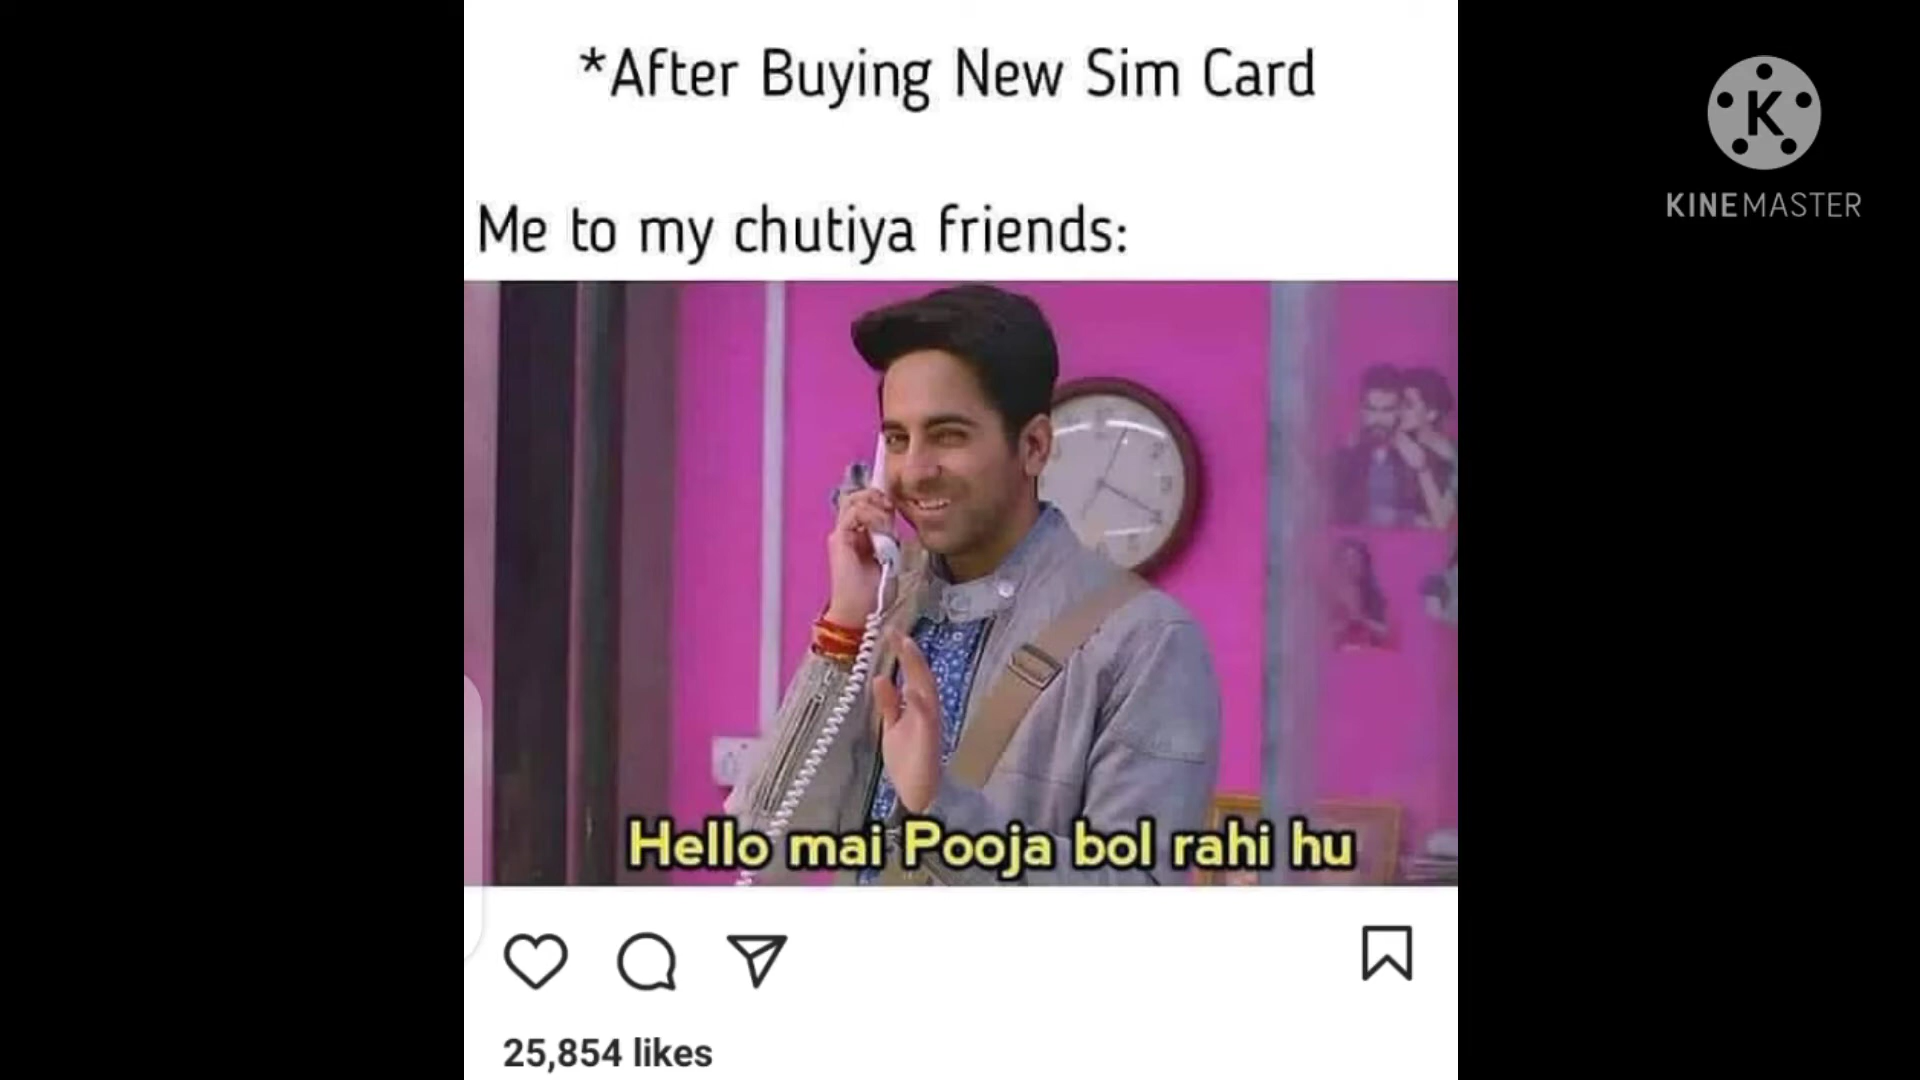 *After Buying New Sim Card
Me to my chutiya friends:
Hello mai Pooja bol rahi hu
25,854 likes
K
KINEMASTER